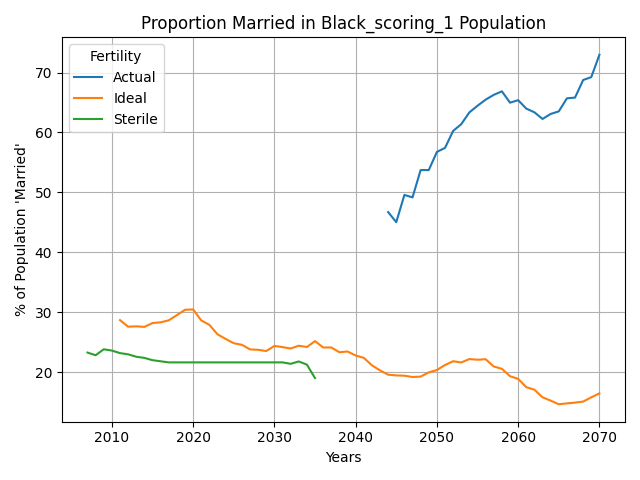 Proportion Married in Black_scoring_1 Population
% of Population 'Married'
70
60
50
40
30
20
Fertility
Actual
Ideal
Sterile
2010 2020 2030 2040 2050 2060 2070
Years